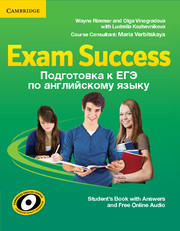 CAMBRIDGE
Wayne Rimmer and Olga Vinogradova
with Ludmila Kozhevnikova
Course Consultant: Maria Verbitskaya
Exam Success
Подготовка к ЕГЭ
по английскому языку
Student's Book with Answers
and Free Online Audio